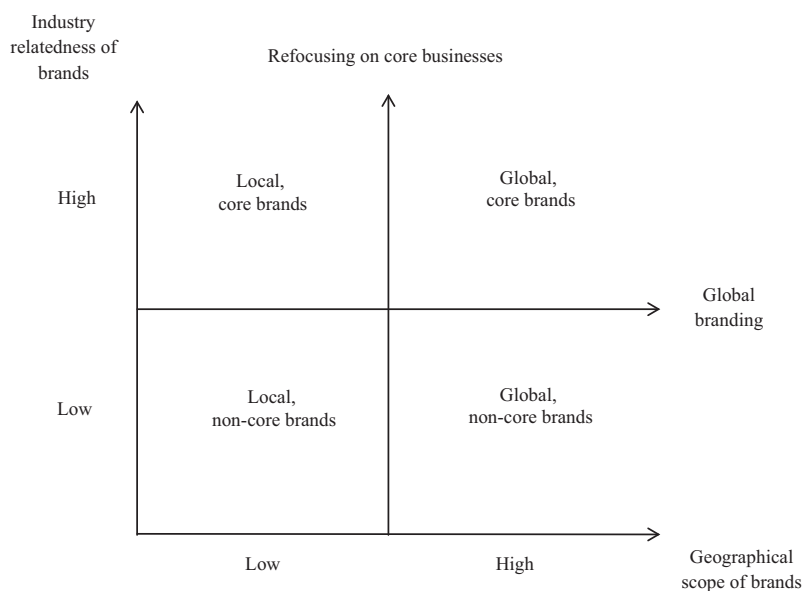 Industry
relatedness of
brands
Refocusing on core businesses
High
Local,
core brands
Global,
core brands
Global
branding
Low
Local,
non-core brands
Global,
non-core brands
Low
High
Geographical
scope of brands